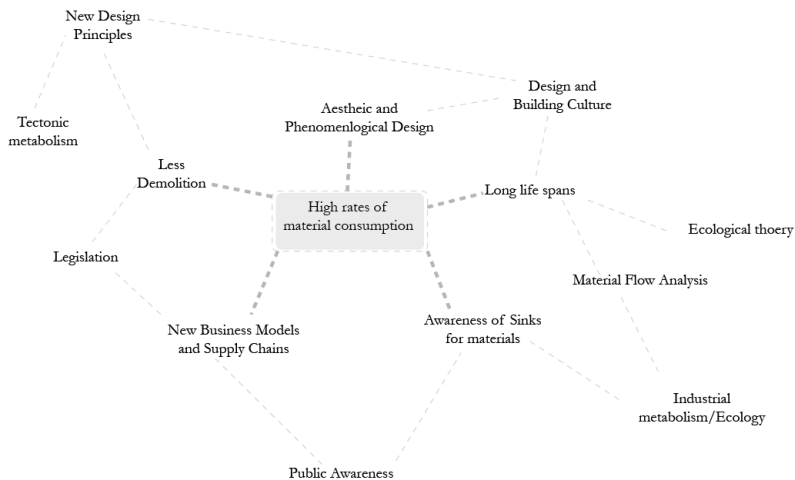 New Design
Principles
Design and
Building Culture
Aestheic and
Phenomenlogical Design
Tectonic
metabolism
Less
Demolition
Long life spans
High rates of
material consumption
Ecological thoery
Legislation
Material Flow Analysis
New Business Models
and Supply Chains
Awareness of Sinks
for materials
Industrial
metabolism/Ecology
Public Awareness